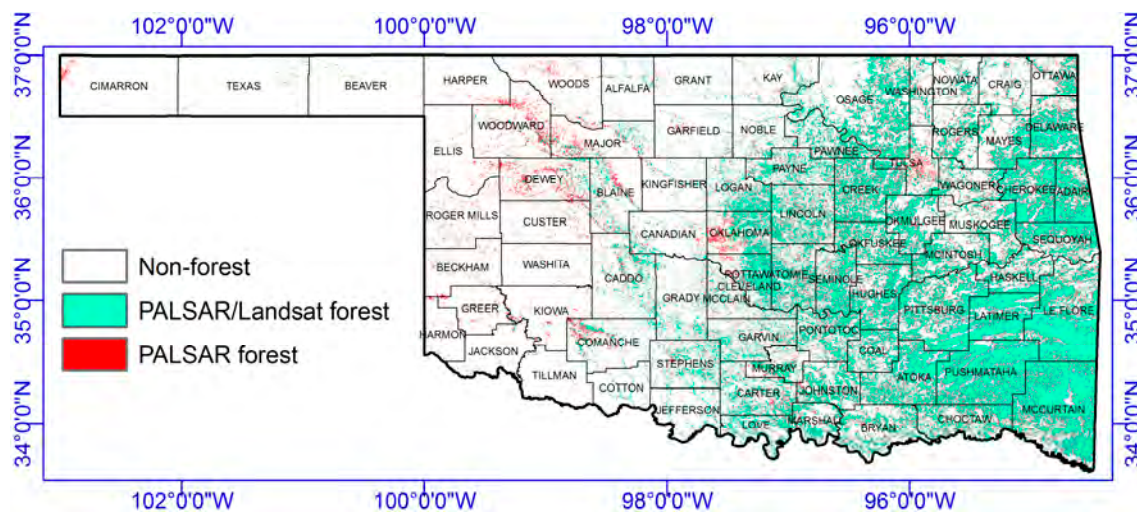 102°0'0"W 100°0'0"W 98°0'0"W 96°0'0"W
37°0'0"N
36°0'0"N
35°0'0"N
34°0'0"N
37°0'0"N
36°0'0"N
35°0'0"N
34°0'0"N
CIMARRON TEXAS BEAVER HARPER WOODS ALFALFA GRANT KAY OSAGE WASHINGTON NOWATA CRAIG OTTAWA
WOODWARD MAJOR GARFIELD NOBLE PAWNEE ROGERS MAYES DELAWARE
ELLIS DEWEY BLAINE KINGFISHER LOGAN PAYNE CREEK TULSA WAGONER CHEROKEE ADAIR
ROGER MILLS CUSTER CANADIAN OKLAHOMA LINCOLN OKMULGEE MUSKOGEE SEQUOYAH
BECKHAM WASHITA CADDO GRADY MCCLAIN CLEVELAND POTTAWATOMIE SEMINOLE OKFUSKEE HUGHES MCINTOSH HASKELL
GREER KIOWA PITTSBURG LATIMER LE FLORE
HARMON JACKSON COMANCHE GARVIN PONTOTOC COAL
TILLMAN COTTON STEPHENS MURRAY JOHNSTON ATOKA PUSHMATAHA
JEFFERSON CARTER LOVE MARSHALL BRYAN CHOCTAW MCCURTAIN
Non-forest
PALSAR/Landsat forest
PALSAR forest
102°0'0"W 100°0'0"W 98°0'0"W 96°0'0"W